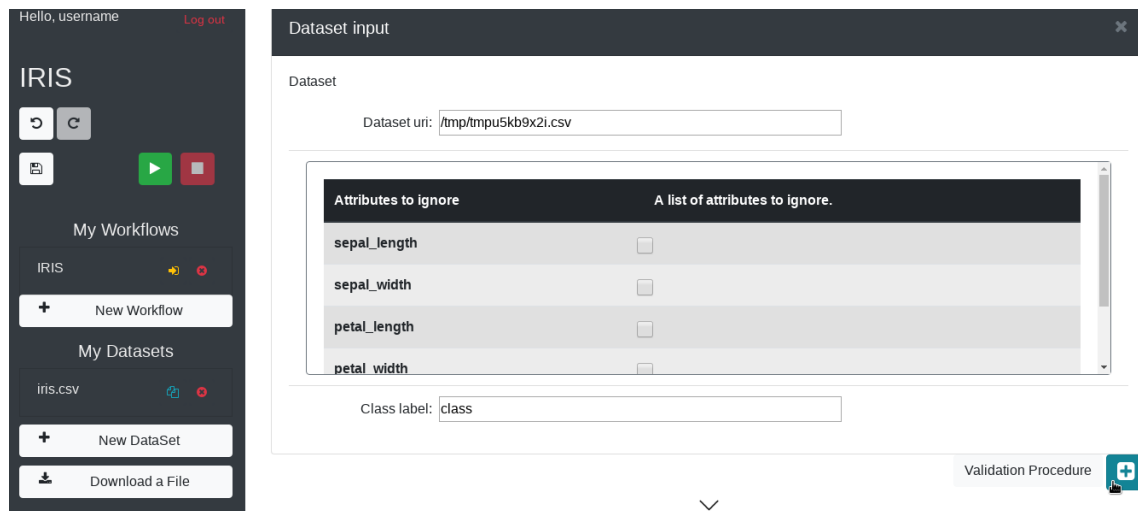 Hello, username
Log out
IRIS
My Workflows
IRIS
New Workflow
My Datasets
iris.csv
New DataSet
Download a File
Dataset input
Dataset
Dataset uri: /tmp/tmpu5kb9x2i.csv
Attributes to ignore A list of attributes to ignore.
sepal_length
sepal_width
petal_length
petal_width
Class label: class
Validation Procedure